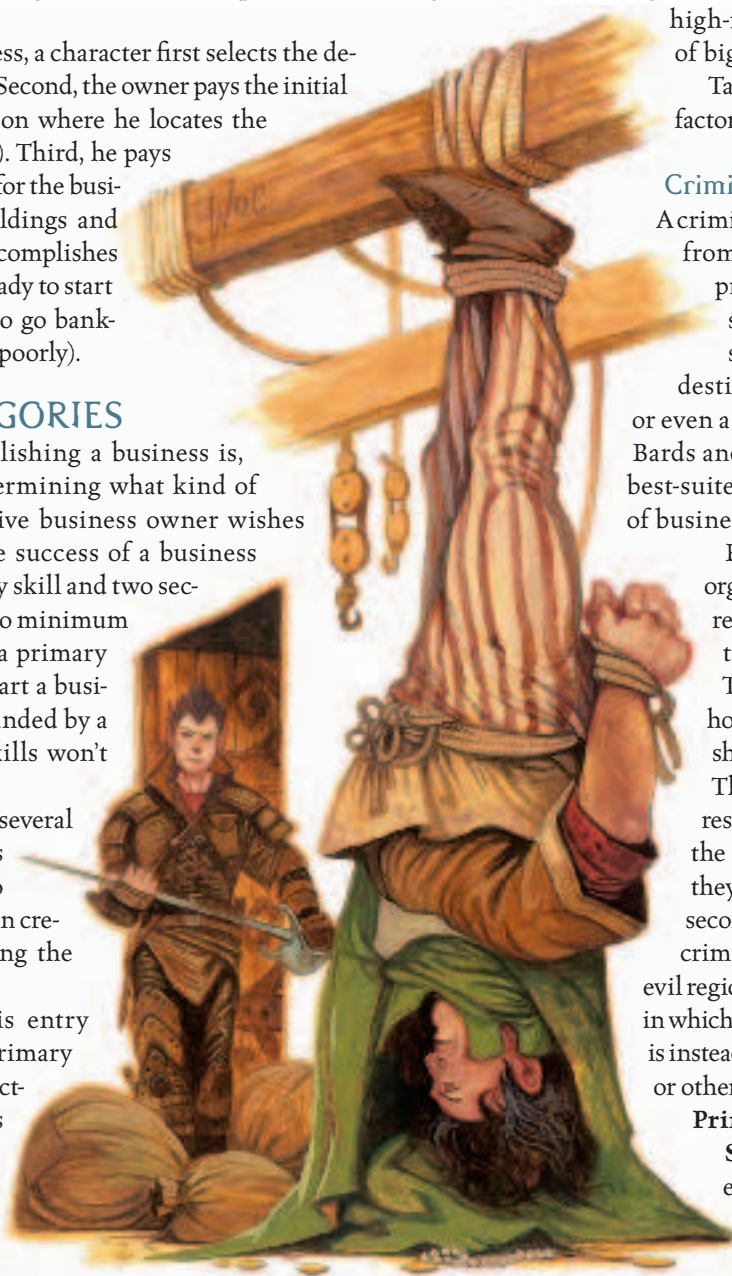 ess, a character first selects the de-
Second, the owner pays the initial
on where he locates the
). Third, he pays
for the busi-
ldings and
complishes
ady to start
o go bank-
poorly).
GORIES
lishing a business is,
ermining what kind of
ive business owner wishes
e success of a business
y skill and two sec-
o minimum
a primary
art a busi-
nded by a
kills won't
several
s
n cre-
ng the
is entry
rimary
ct-
s
WoC
high-
of big
Ta
factor
Crimi
A crimi
from
pr
s
s
desti
or even a
Bards and
best-suite
of busine
org
re
t
T
ho
sh
Th
res
the
they
seco
crim
evil regio
in which
is instea
or other
Pri
S
e